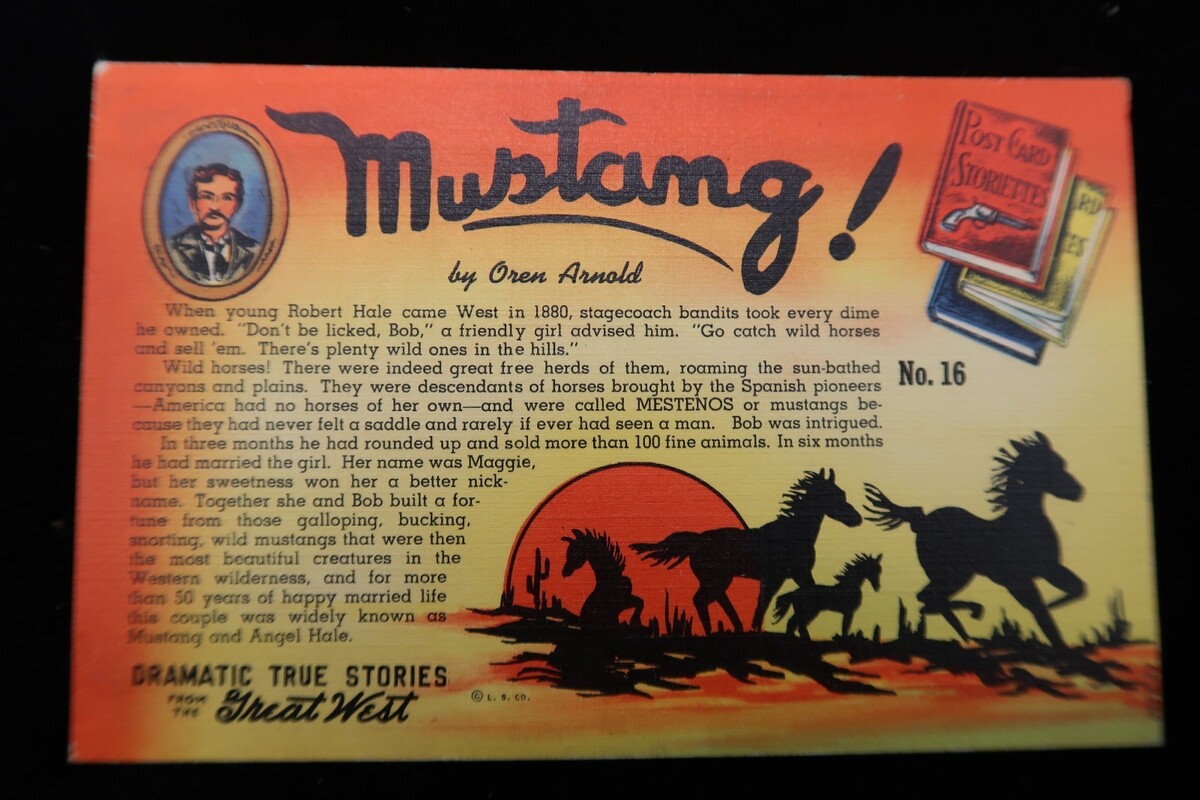 Mustang!
by Oren Arnold
POST CARD
STORIETTES
RD
ES
When young Robert Hale came West in 1880, stagecoach bandits took every dime
he owned. "Don't be licked, Bob," a friendly girl advised him. "Go catch wild horses
and sell 'em. There's plenty wild ones in the hills."
Wild horses! There were indeed great free herds of them, roaming the sun-bathed
canyons and plains. They were descendants of horses brought by the Spanish pioneers
—America had no horses of her own—and were called MESTENOS or mustangs be-
cause they had never felt a saddle and rarely if ever had seen a man. Bob was intrigued.
In three months he had rounded up and sold more than 100 fine animals. In six months
he had married the girl. Her name was Maggie,
but her sweetness won her a better nick-
name. Together she and Bob built a for-
tune from those galloping, bucking,
snorting, wild mustangs that were then
the most beautiful creatures in the
Western wilderness, and for more
than 50 years of happy married life
this couple was widely known as
Mustang and Angel Hale.
No. 16
DRAMATIC TRUE STORIES
FROM THE Great West
© L. S. CO.